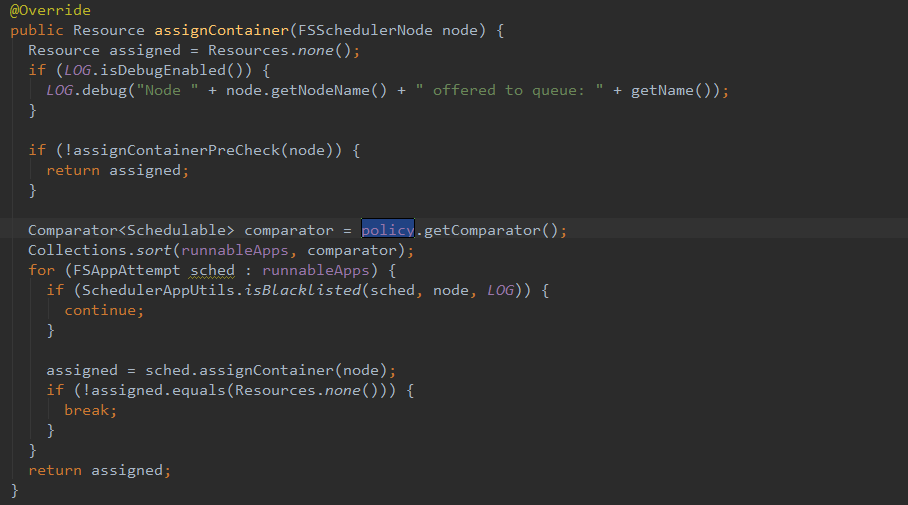 @Override
public Resource assignContainer(FSSchedulerNode node) {
  Resource assigned = Resources.none();
  if (LOG.isDebugEnabled()) {
    LOG.debug("Node " + node.getNodeName() + " offered to queue: " + getName());
  }

  if (!assignContainerPreCheck(node)) {
    return assigned;
  }

  Comparator<Schedulable> comparator = policy.getComparator();
  Collections.sort(runnableApps, comparator);
  for (FSAppAttempt sched : runnableApps) {
    if (SchedulerAppUtils.isBlacklisted(sched, node, LOG)) {
      continue;
    }

    assigned = sched.assignContainer(node);
    if (!assigned.equals(Resources.none())) {
      break;
    }
  }
  return assigned;
}